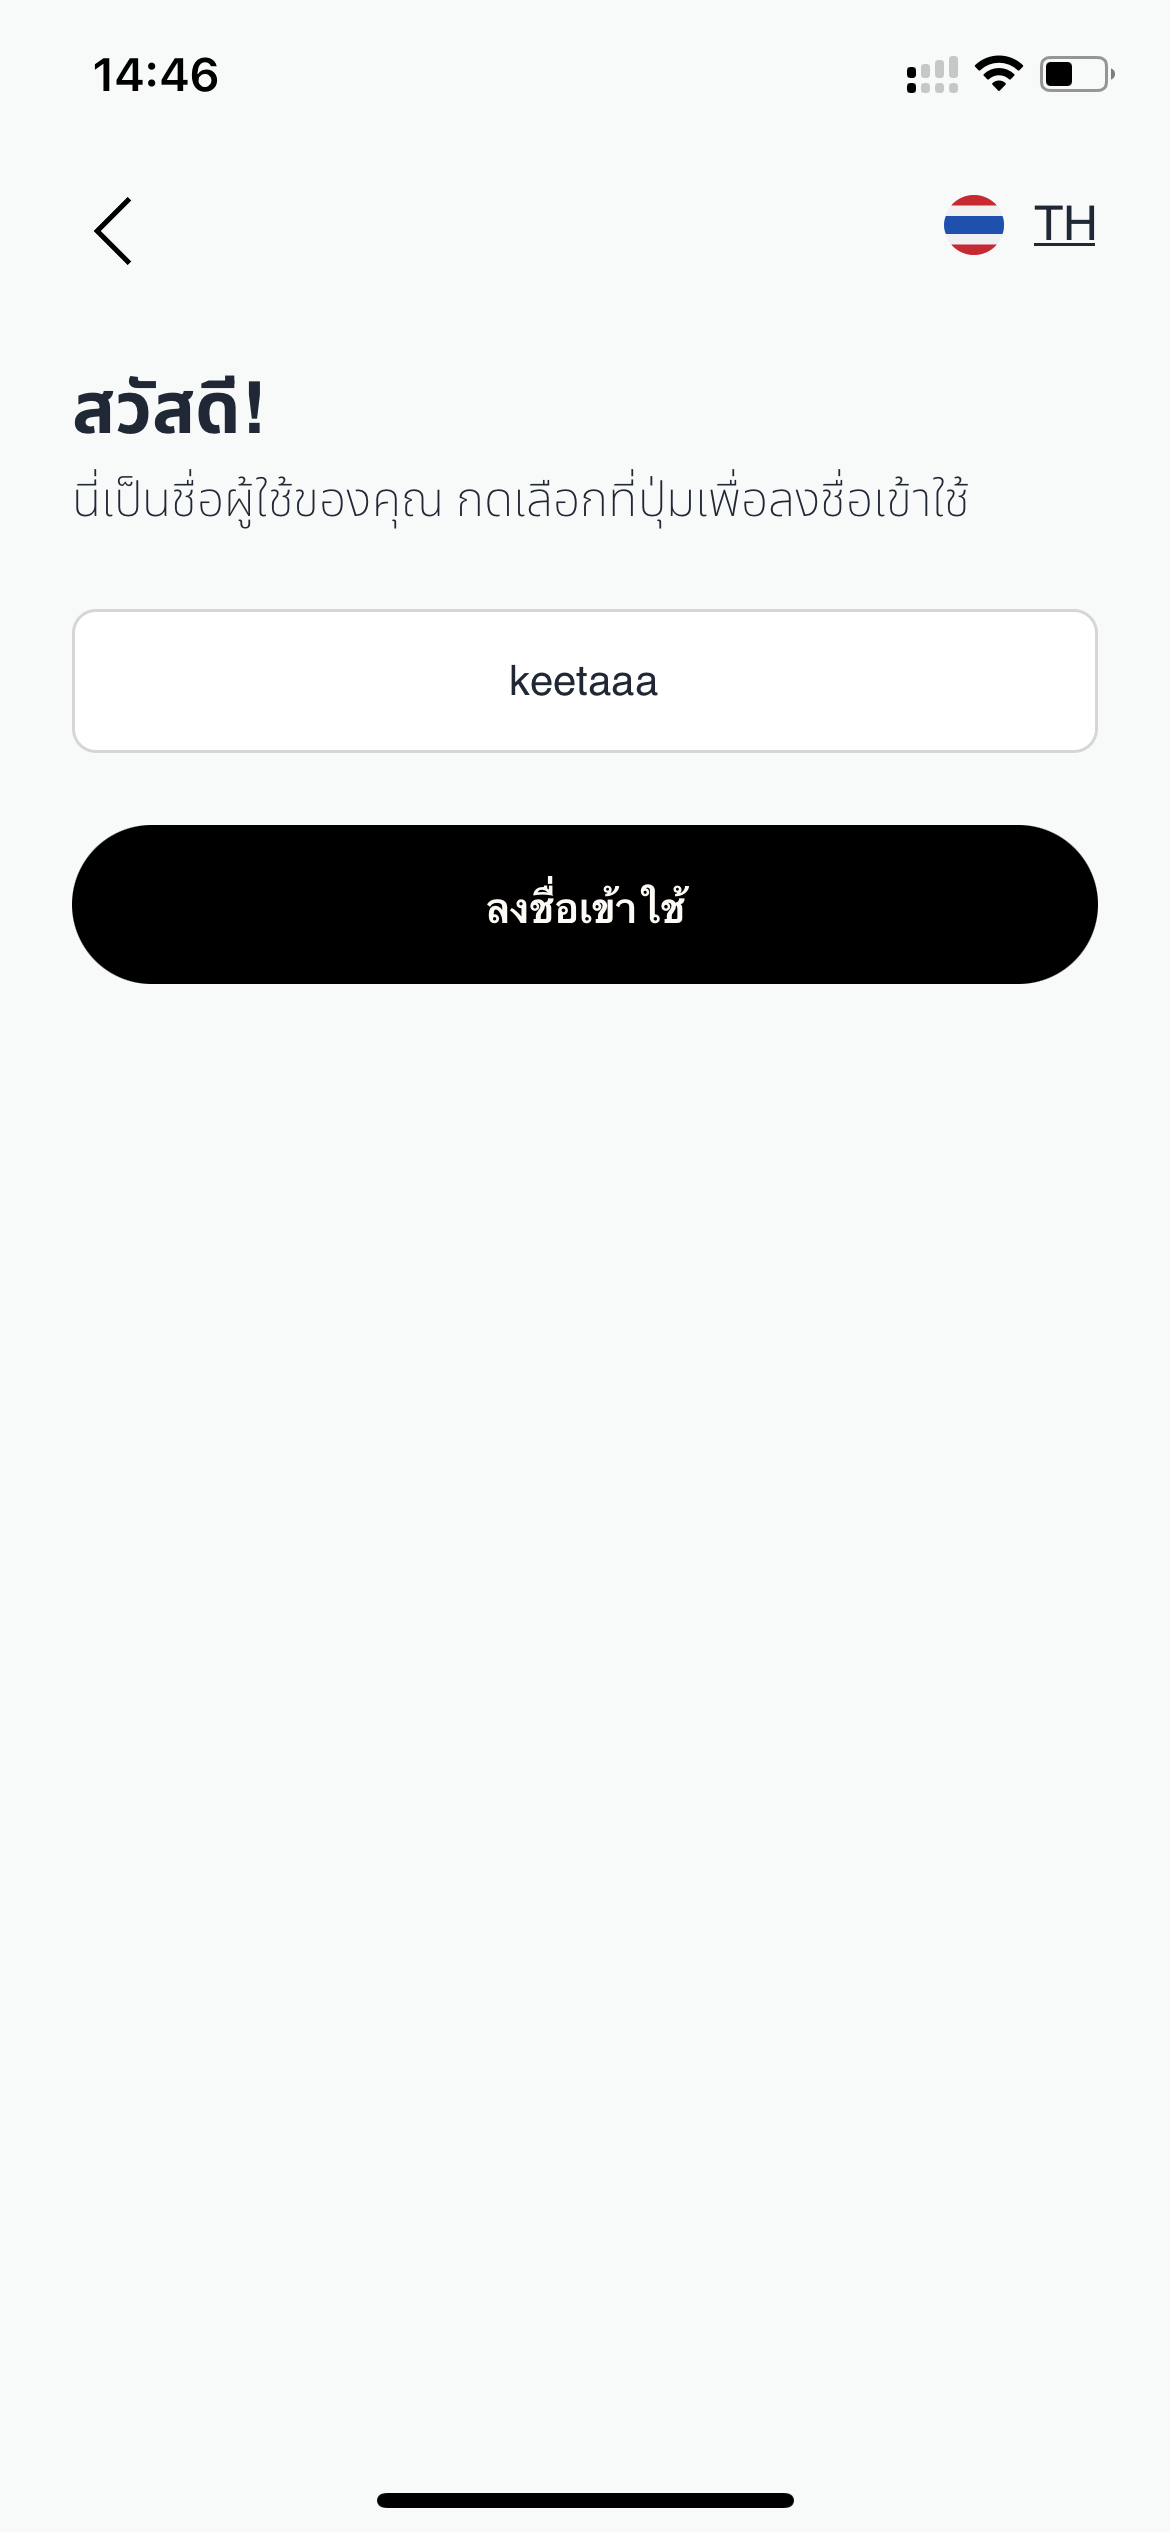 14:46
TH
สวัสดี!
นี่เป็นชื่อผู้ใช้ของคุณ กดเลือกที่ปุ่มเพื่อลงชื่อเข้าใช้
keetaaa
ลงชื่อเข้าใช้